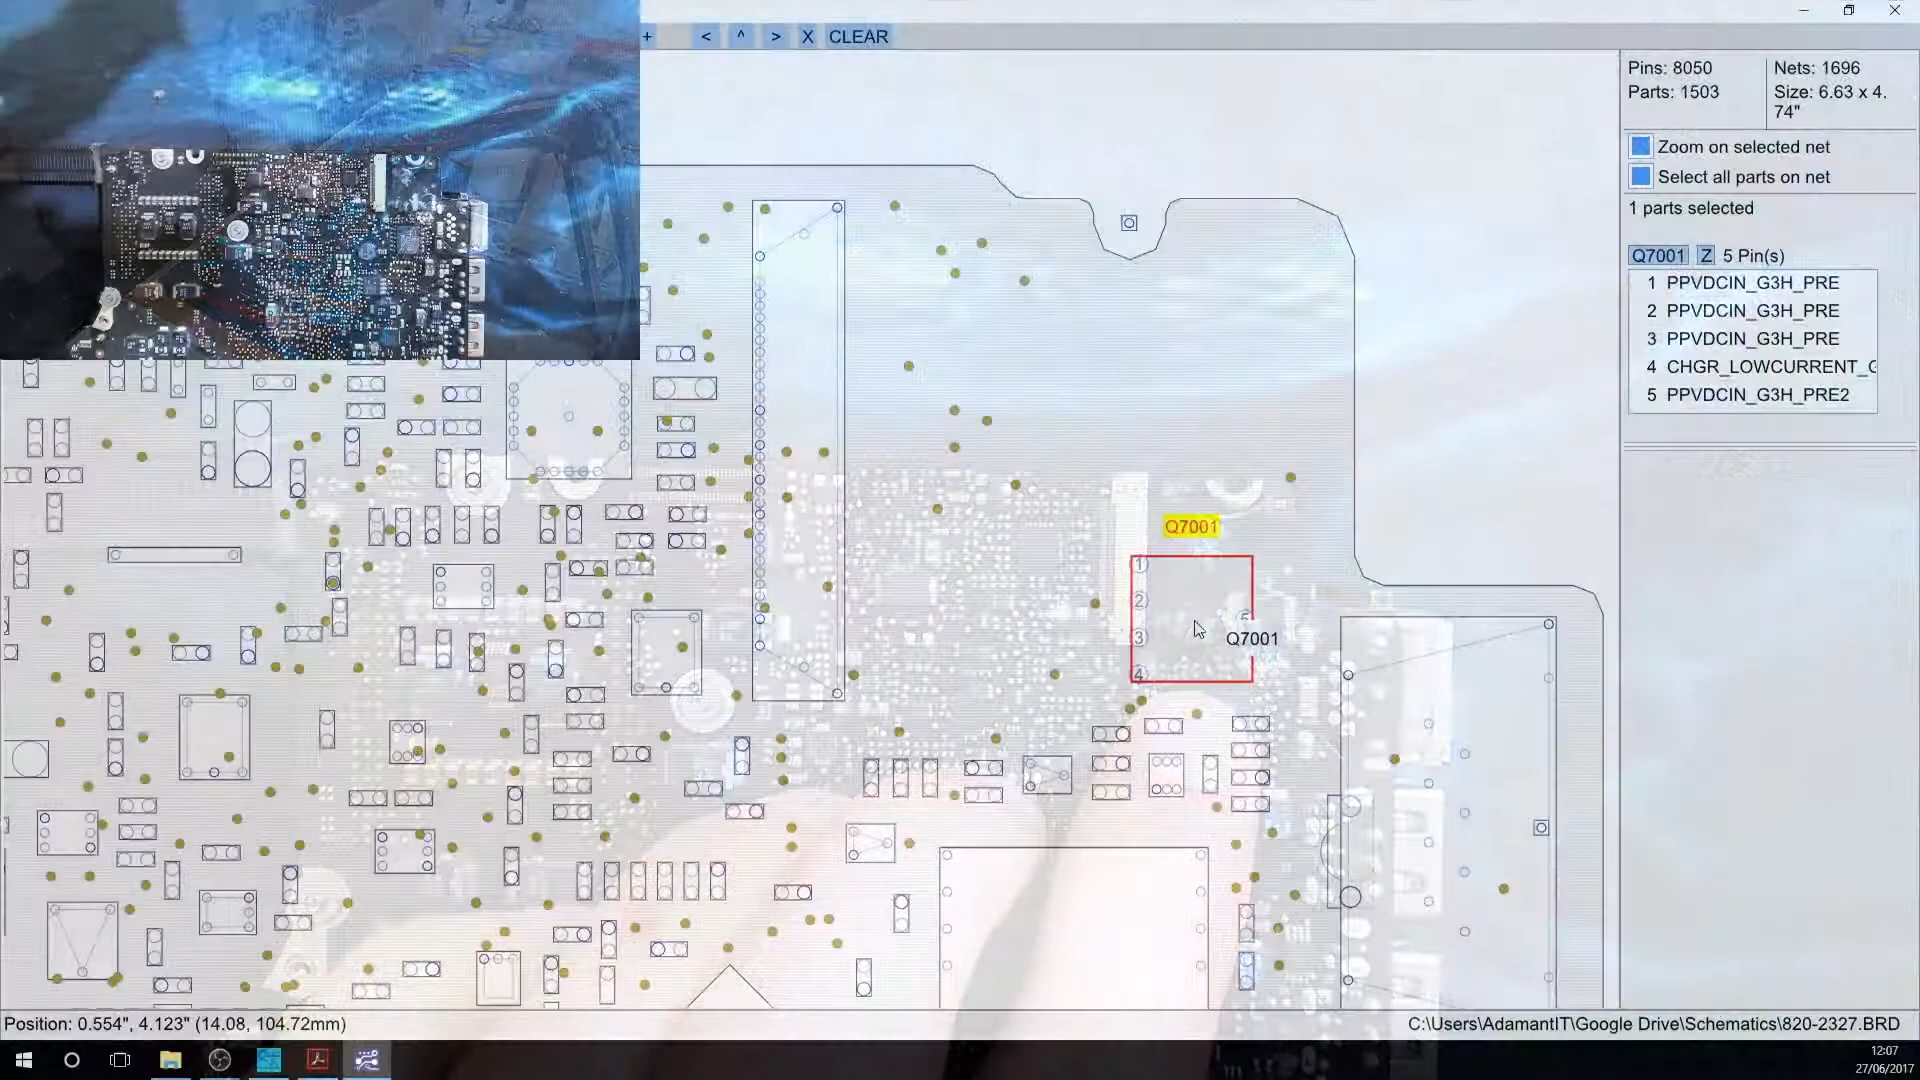 + < ^ > X CLEAR
Pins: 8050
Parts: 1503
Nets: 1696
Size: 6.63 x 4.
74"
Zoom on selected net
Select all parts on net
1 parts selected
Q7001 Z 5 Pin(s)
1 PPVDCIN_G3H_PRE
2 PPVDCIN_G3H_PRE
3 PPVDCIN_G3H_PRE
4 CHGR_LOWCURRENT_G
5 PPVDCIN_G3H_PRE2
Q7001
1
2
5
3
Q7001
4
Position: 0.554", 4.123" (14.08, 104.72mm)
C:\Users\AdamantIT\Google Drive\Schematics\820-2327.BRD
12:07
27/06/2017